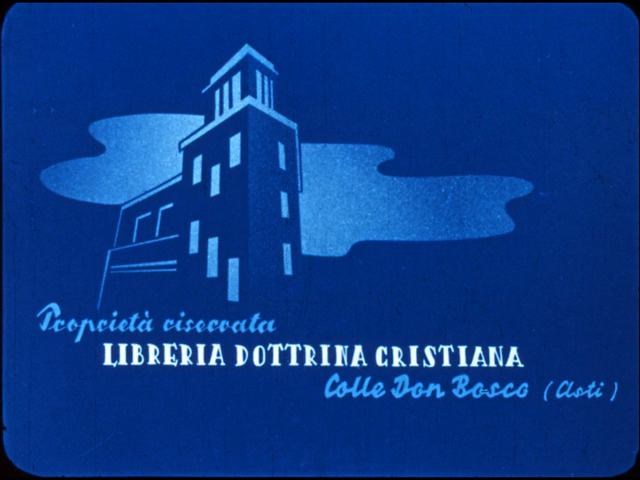 Proprietà riservata
LIBRERIA DOTTRINA CRISTIANA
Colle Don Bosco (Asti)